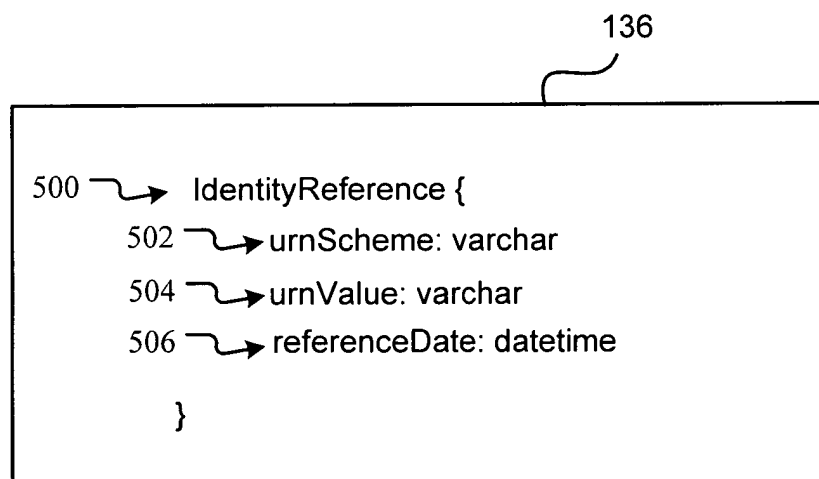 136
500 IdentityReference {
502 urnScheme: varchar
504 urnValue: varchar
506 referenceDate: datetime
}